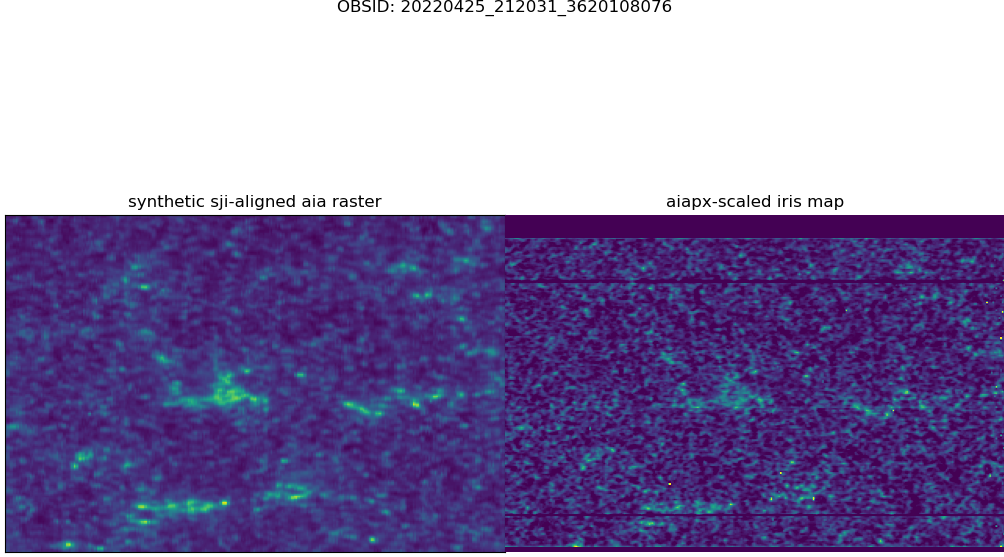 OBSID: 20220425_212031_3620108076
synthetic sji-aligned aia raster
aiapx-scaled iris map